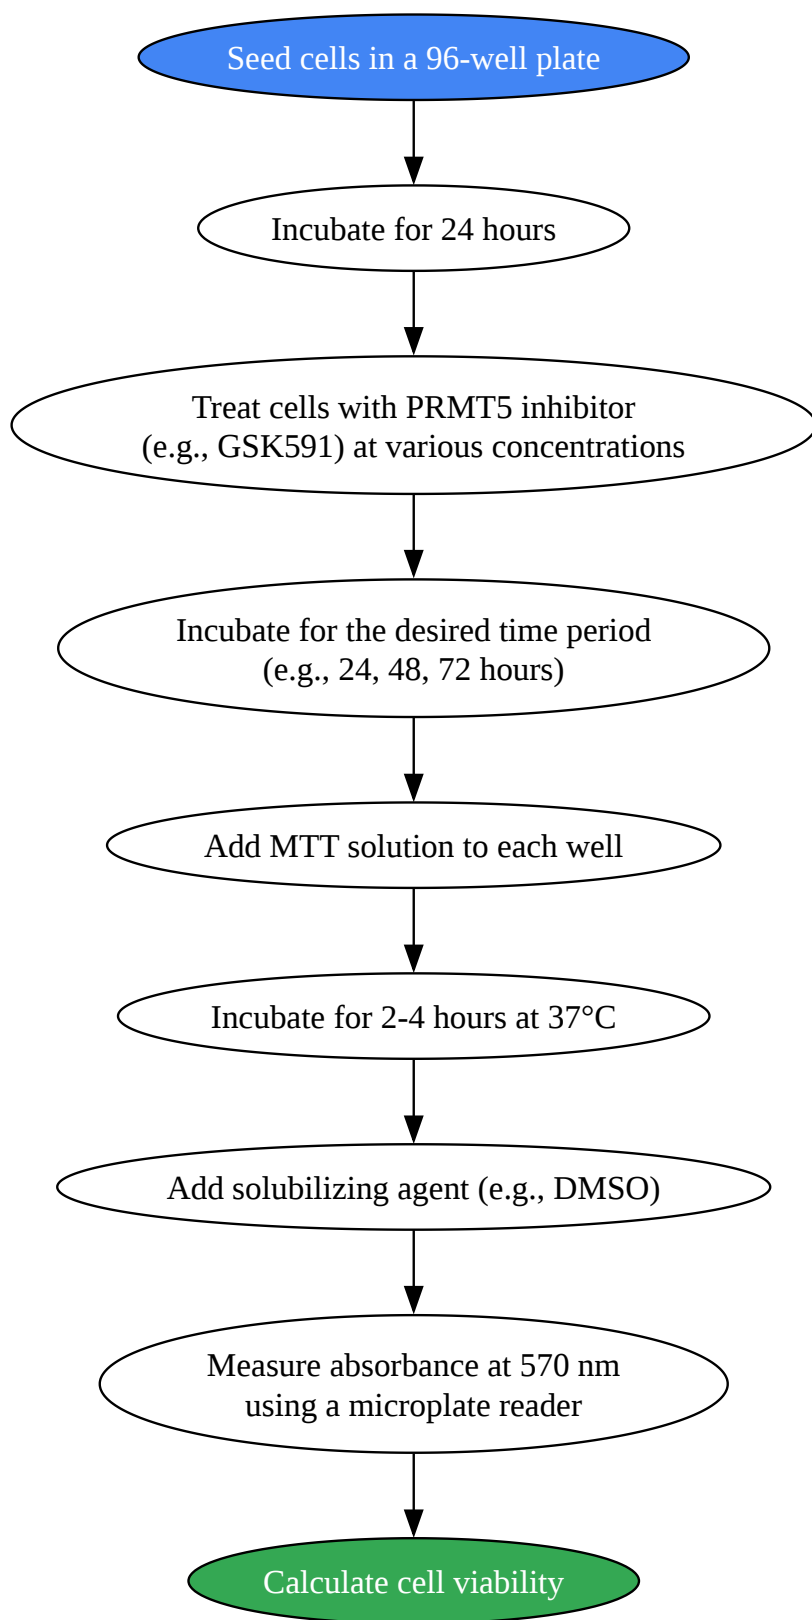 Seed cells in a 96-well plate
Incubate for 24 hours
Treat cells with PRMT5 inhibitor
(e.g., GSK591) at various concentrations
Incubate for the desired time period
(e.g., 24, 48, 72 hours)
Add MTT solution to each well
Incubate for 2-4 hours at 37°C
Add solubilizing agent (e.g., DMSO)
Measure absorbance at 570 nm
using a microplate reader
Calculate cell viability